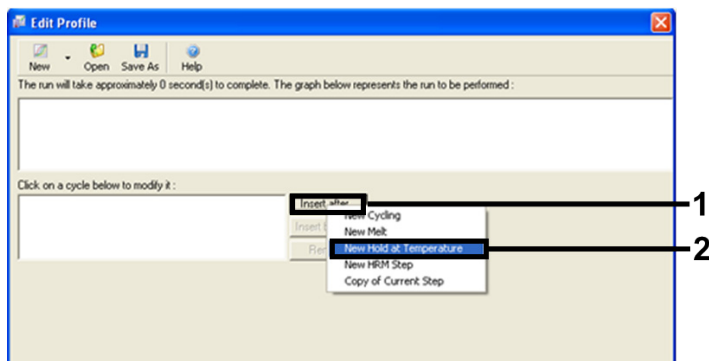 Edit Profile
New Open Save As Help
The run will take approximately 0 second(s) to complete. The graph below represents the run to be performed :
Click on a cycle below to modify it :
Insert after... 1
New Cycling
Insert
New Melt
New Hold at Temperature 2
New HRM Step
Copy of Current Step